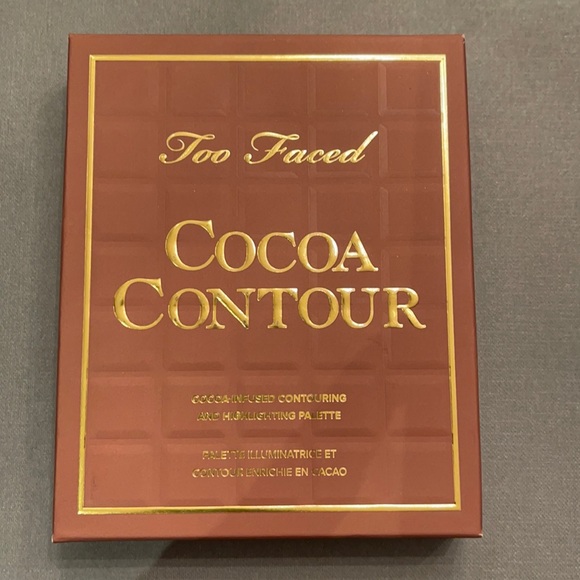 Too Faced
COCOA
CONTOUR
COCOA-INFUSED CONTOURING
AND HIGHLIGHTING PALETTE
PALETTE ILLUMINATRICE ET
CONTOUR ENRICHIE EN CACAO